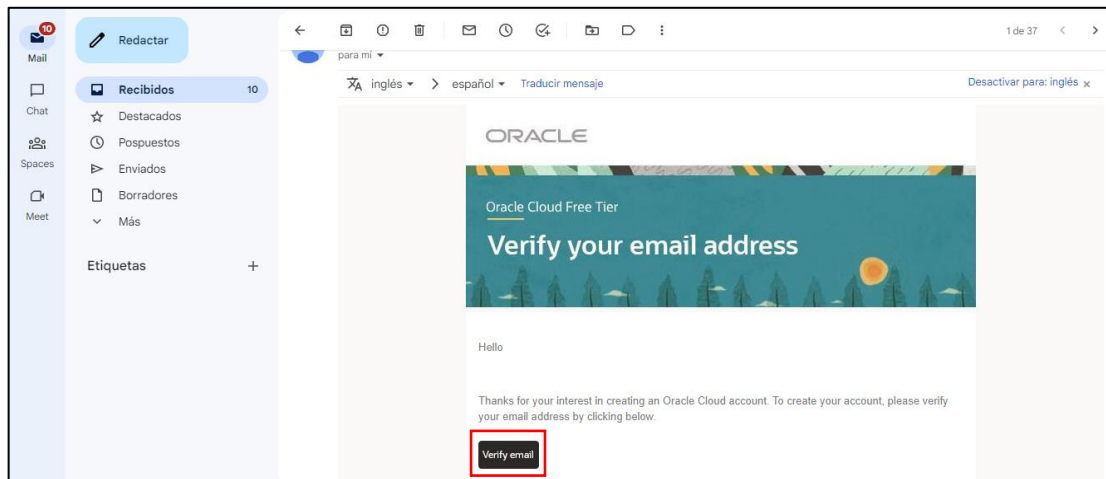 10
Mail
Chat
Spaces
Meet
Redactar
Recibidos 10
Destacados
Pospuestos
Enviados
Borradores
Más
Etiquetas +
1 de 37
para mí
inglés > español Traducir mensaje Desactivar para: inglés x
ORACLE
Oracle Cloud Free Tier
Verify your email address
Hello
Thanks for your interest in creating an Oracle Cloud account. To create your account, please verify
your email address by clicking below.
Verify email